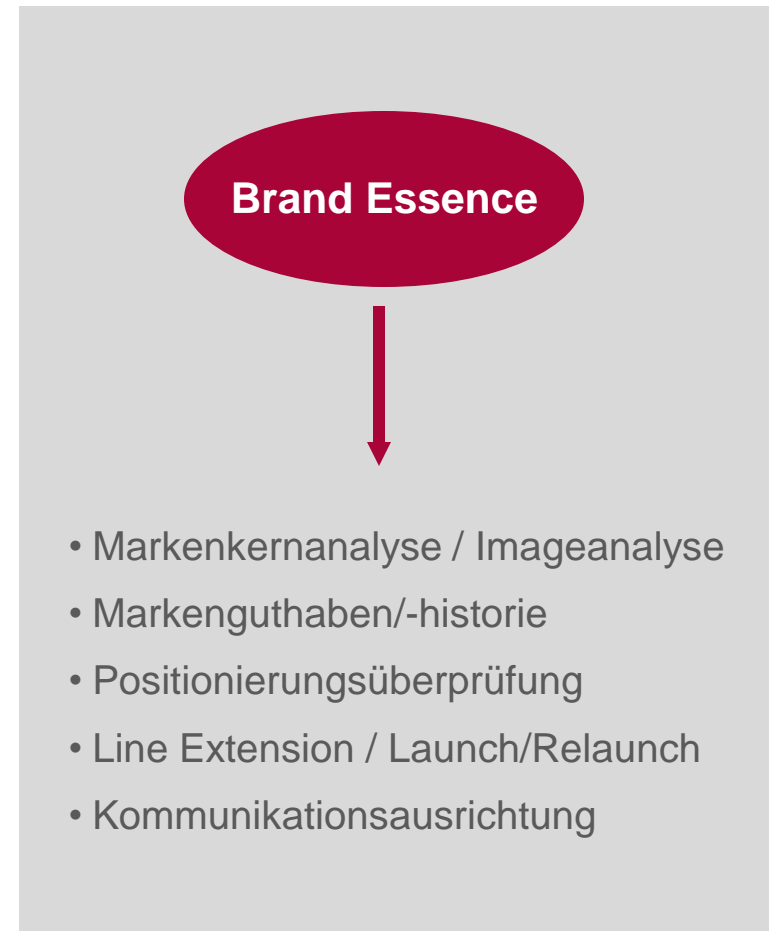 Brand Essence
• Markenkernanalyse / Imageanalyse
• Markenguthaben/-historie
• Positionierungsüberprüfung
• Line Extension / Launch/Relaunch
• Kommunikationsausrichtung